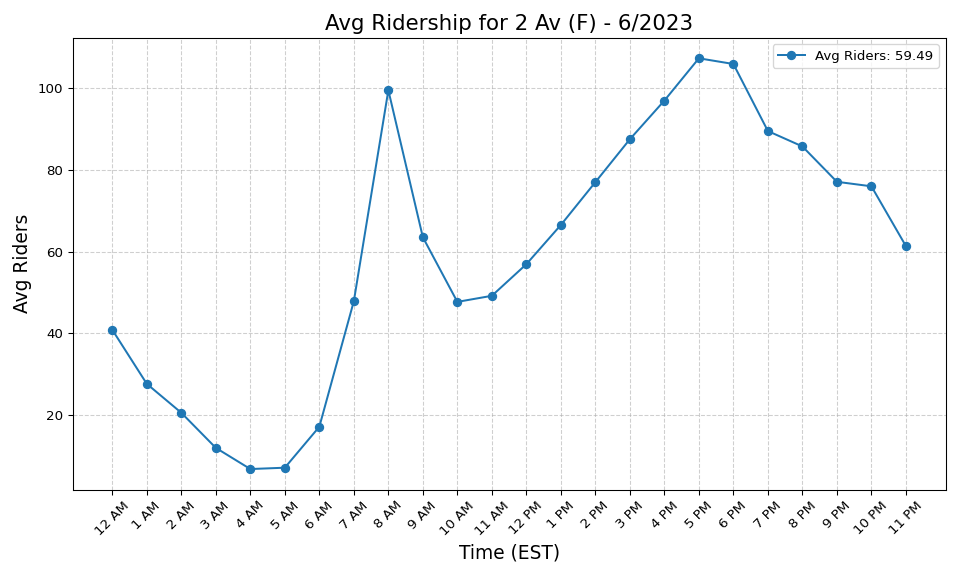 Avg Ridership for 2 Av (F) - 6/2023
Avg Riders: 59.49
Avg Riders
100
80
60
40
20
12 AM
1 AM
2 AM
3 AM
4 AM
5 AM
6 AM
7 AM
8 AM
9 AM
10 AM
11 AM
12 PM
1 PM
2 PM
3 PM
4 PM
5 PM
6 PM
7 PM
8 PM
9 PM
10 PM
11 PM
Time (EST)